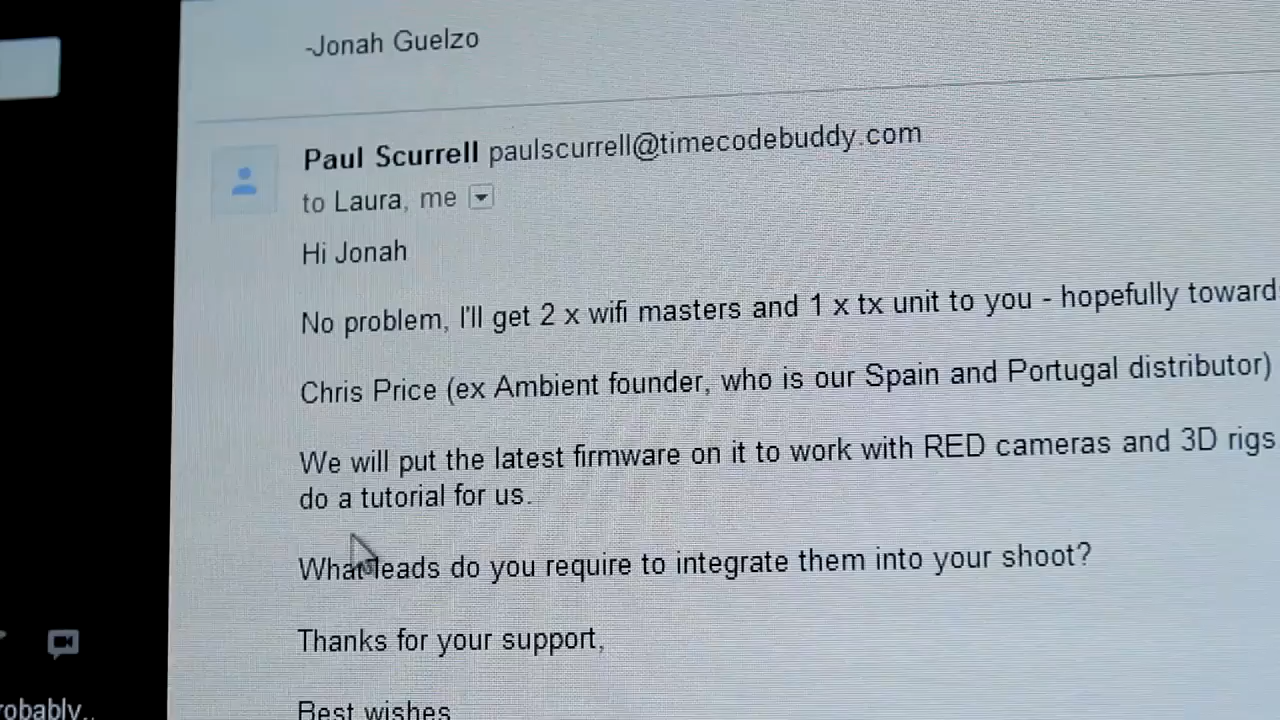 -Jonah Guelzo
Paul Scurrell paulscurrell@timecodebuddy.com
to Laura, me
Hi Jonah
No problem, I'll get 2 x wifi masters and 1 x tx unit to you - hopefully toward
Chris Price (ex Ambient founder, who is our Spain and Portugal distributor)
We will put the latest firmware on it to work with RED cameras and 3D rigs
do a tutorial for us.
What leads do you require to integrate them into your shoot?
Thanks for your support,
robably..
Best wishes